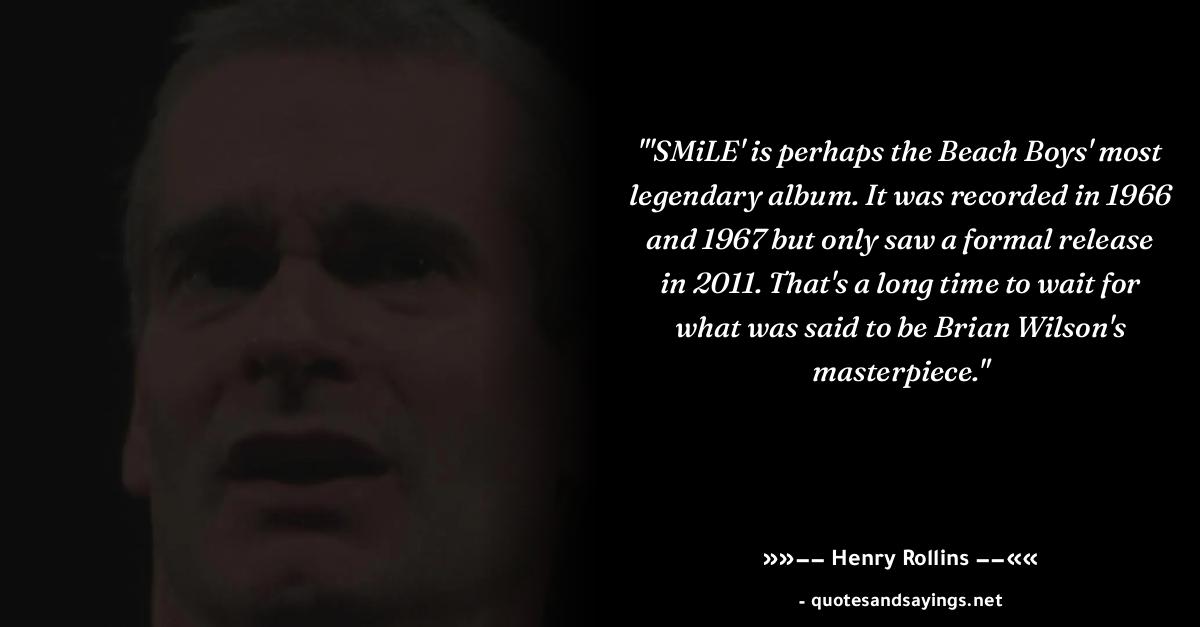 "'SMiLE' is perhaps the Beach Boys' most
legendary album. It was recorded in 1966
and 1967 but only saw a formal release
in 2011. That's a long time to wait for
what was said to be Brian Wilson's
masterpiece."
»»−− Henry Rollins −−««
- quotesandsayings.net